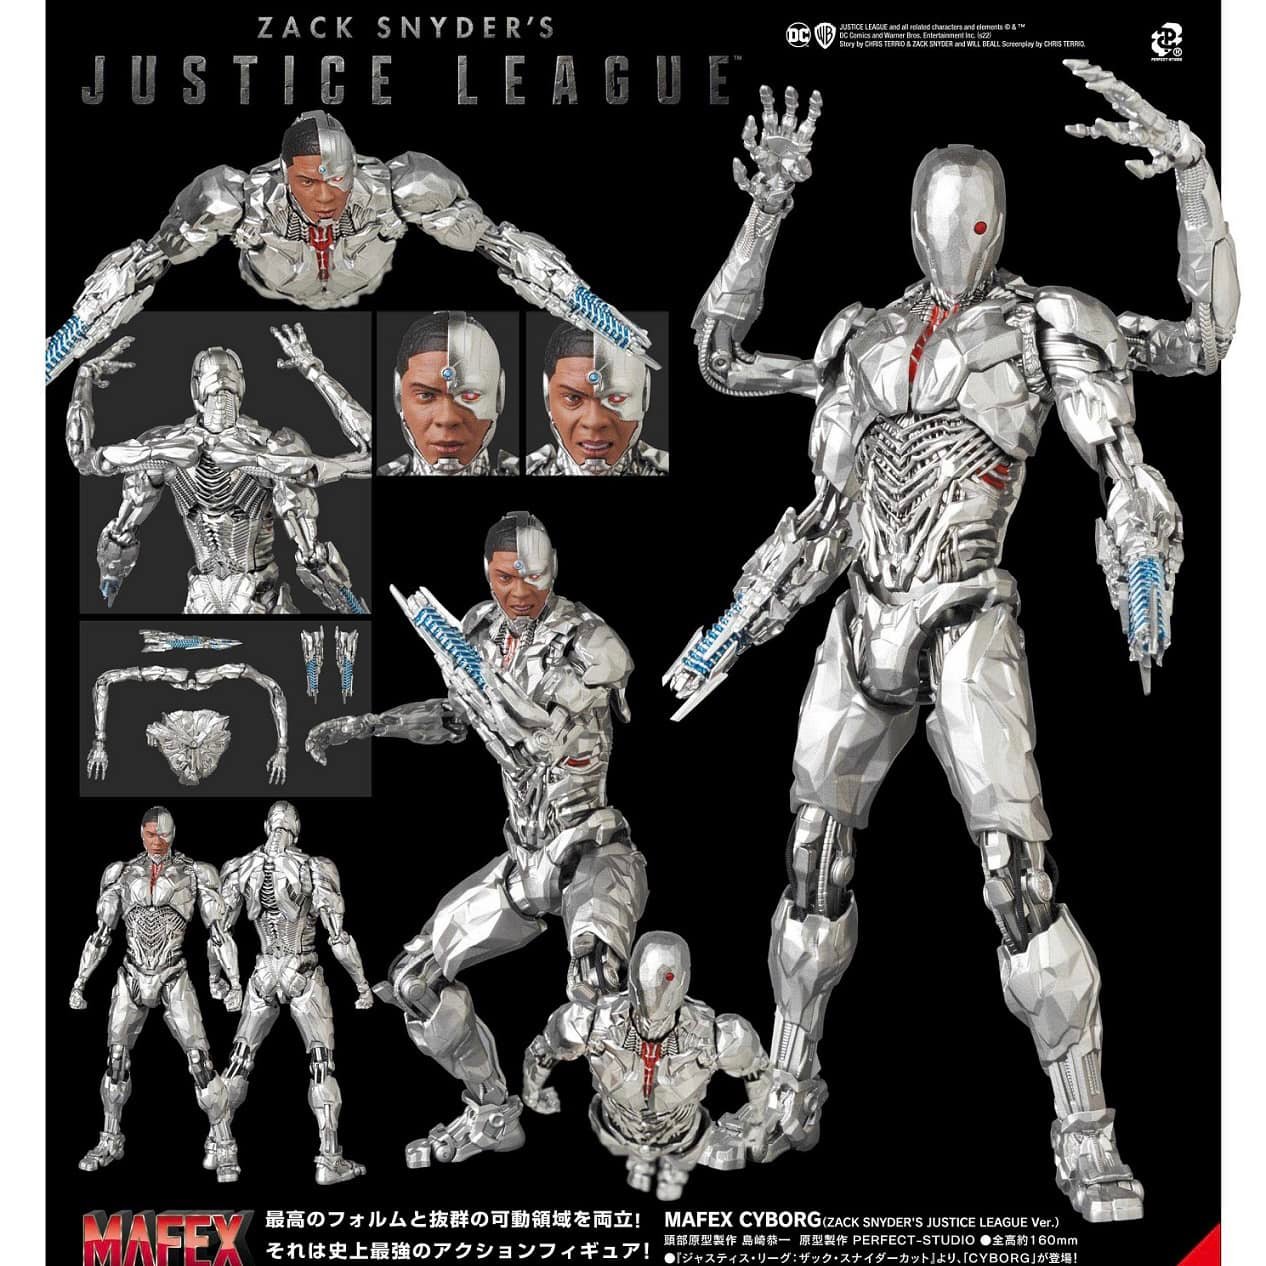 ZACK SNYDER'S
JUSTICE LEAGUE™
DC WB
JUSTICE LEAGUE and all related characters and elements © & ™
DC Comics and Warner Bros. Entertainment Inc. (s22)
Story by CHRIS TERRIO & ZACK SNYDER and WILL BEALL Screenplay by CHRIS TERRIO.
PERFECT-STUDIO
MAFEX
最高のフォルムと抜群の可動領域を両立!
それは史上最強のアクションフィギュア!
MAFEX CYBORG(ZACK SNYDER'S JUSTICE LEAGUE Ver.)
頭部原型製作 島崎恭一 原型製作 PERFECT-STUDIO ●全高約160mm
●『ジャスティス・リーグ:ザック・スナイダーカット』より、「CYBORG」が登場!